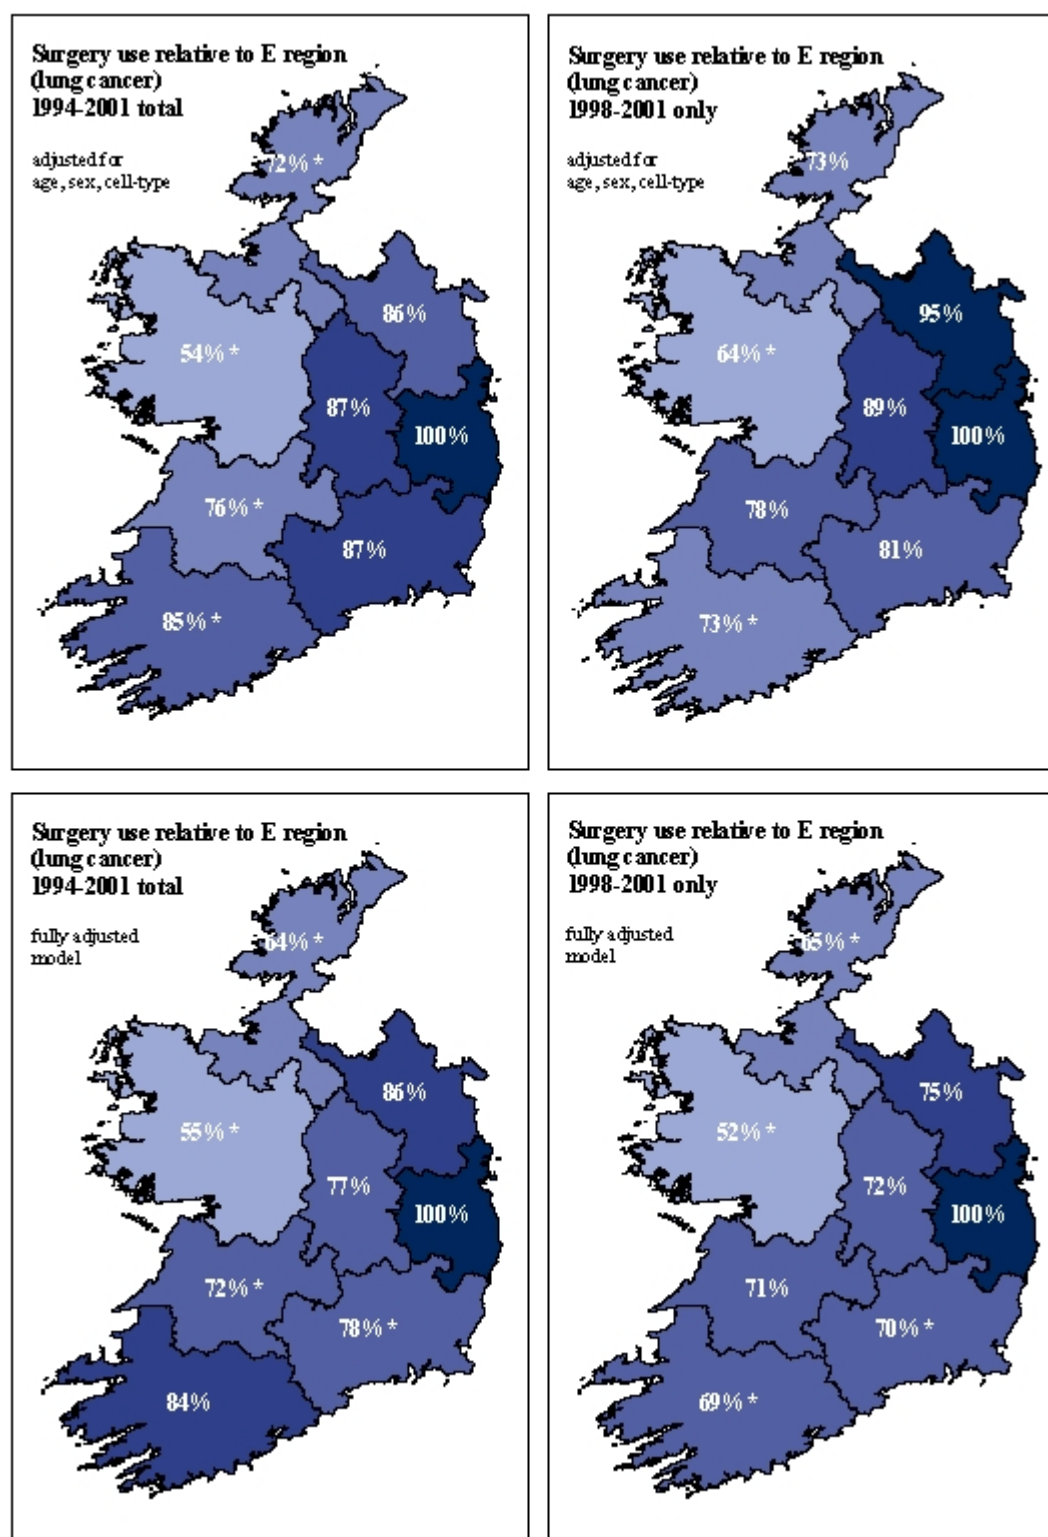 Surgery use relative to E region
(lung cancer)
1994-2001 total
adjusted for
age, sex, cell-type
72% *
86%
54% *
87%
100%
76% *
87%
85% *
Surgery use relative to E region
(lung cancer)
1998-2001 only
adjusted for
age, sex, cell-type
73%
95%
64% *
89%
100%
78%
81%
73% *
Surgery use relative to E region
(lung cancer)
1994-2001 total
fully adjusted
model
64% *
86%
55% *
77%
100%
72% *
78% *
84%
Surgery use relative to E region
(lung cancer)
1998-2001 only
fully adjusted
model
65% *
75%
52% *
72%
100%
71%
70% *
69% *